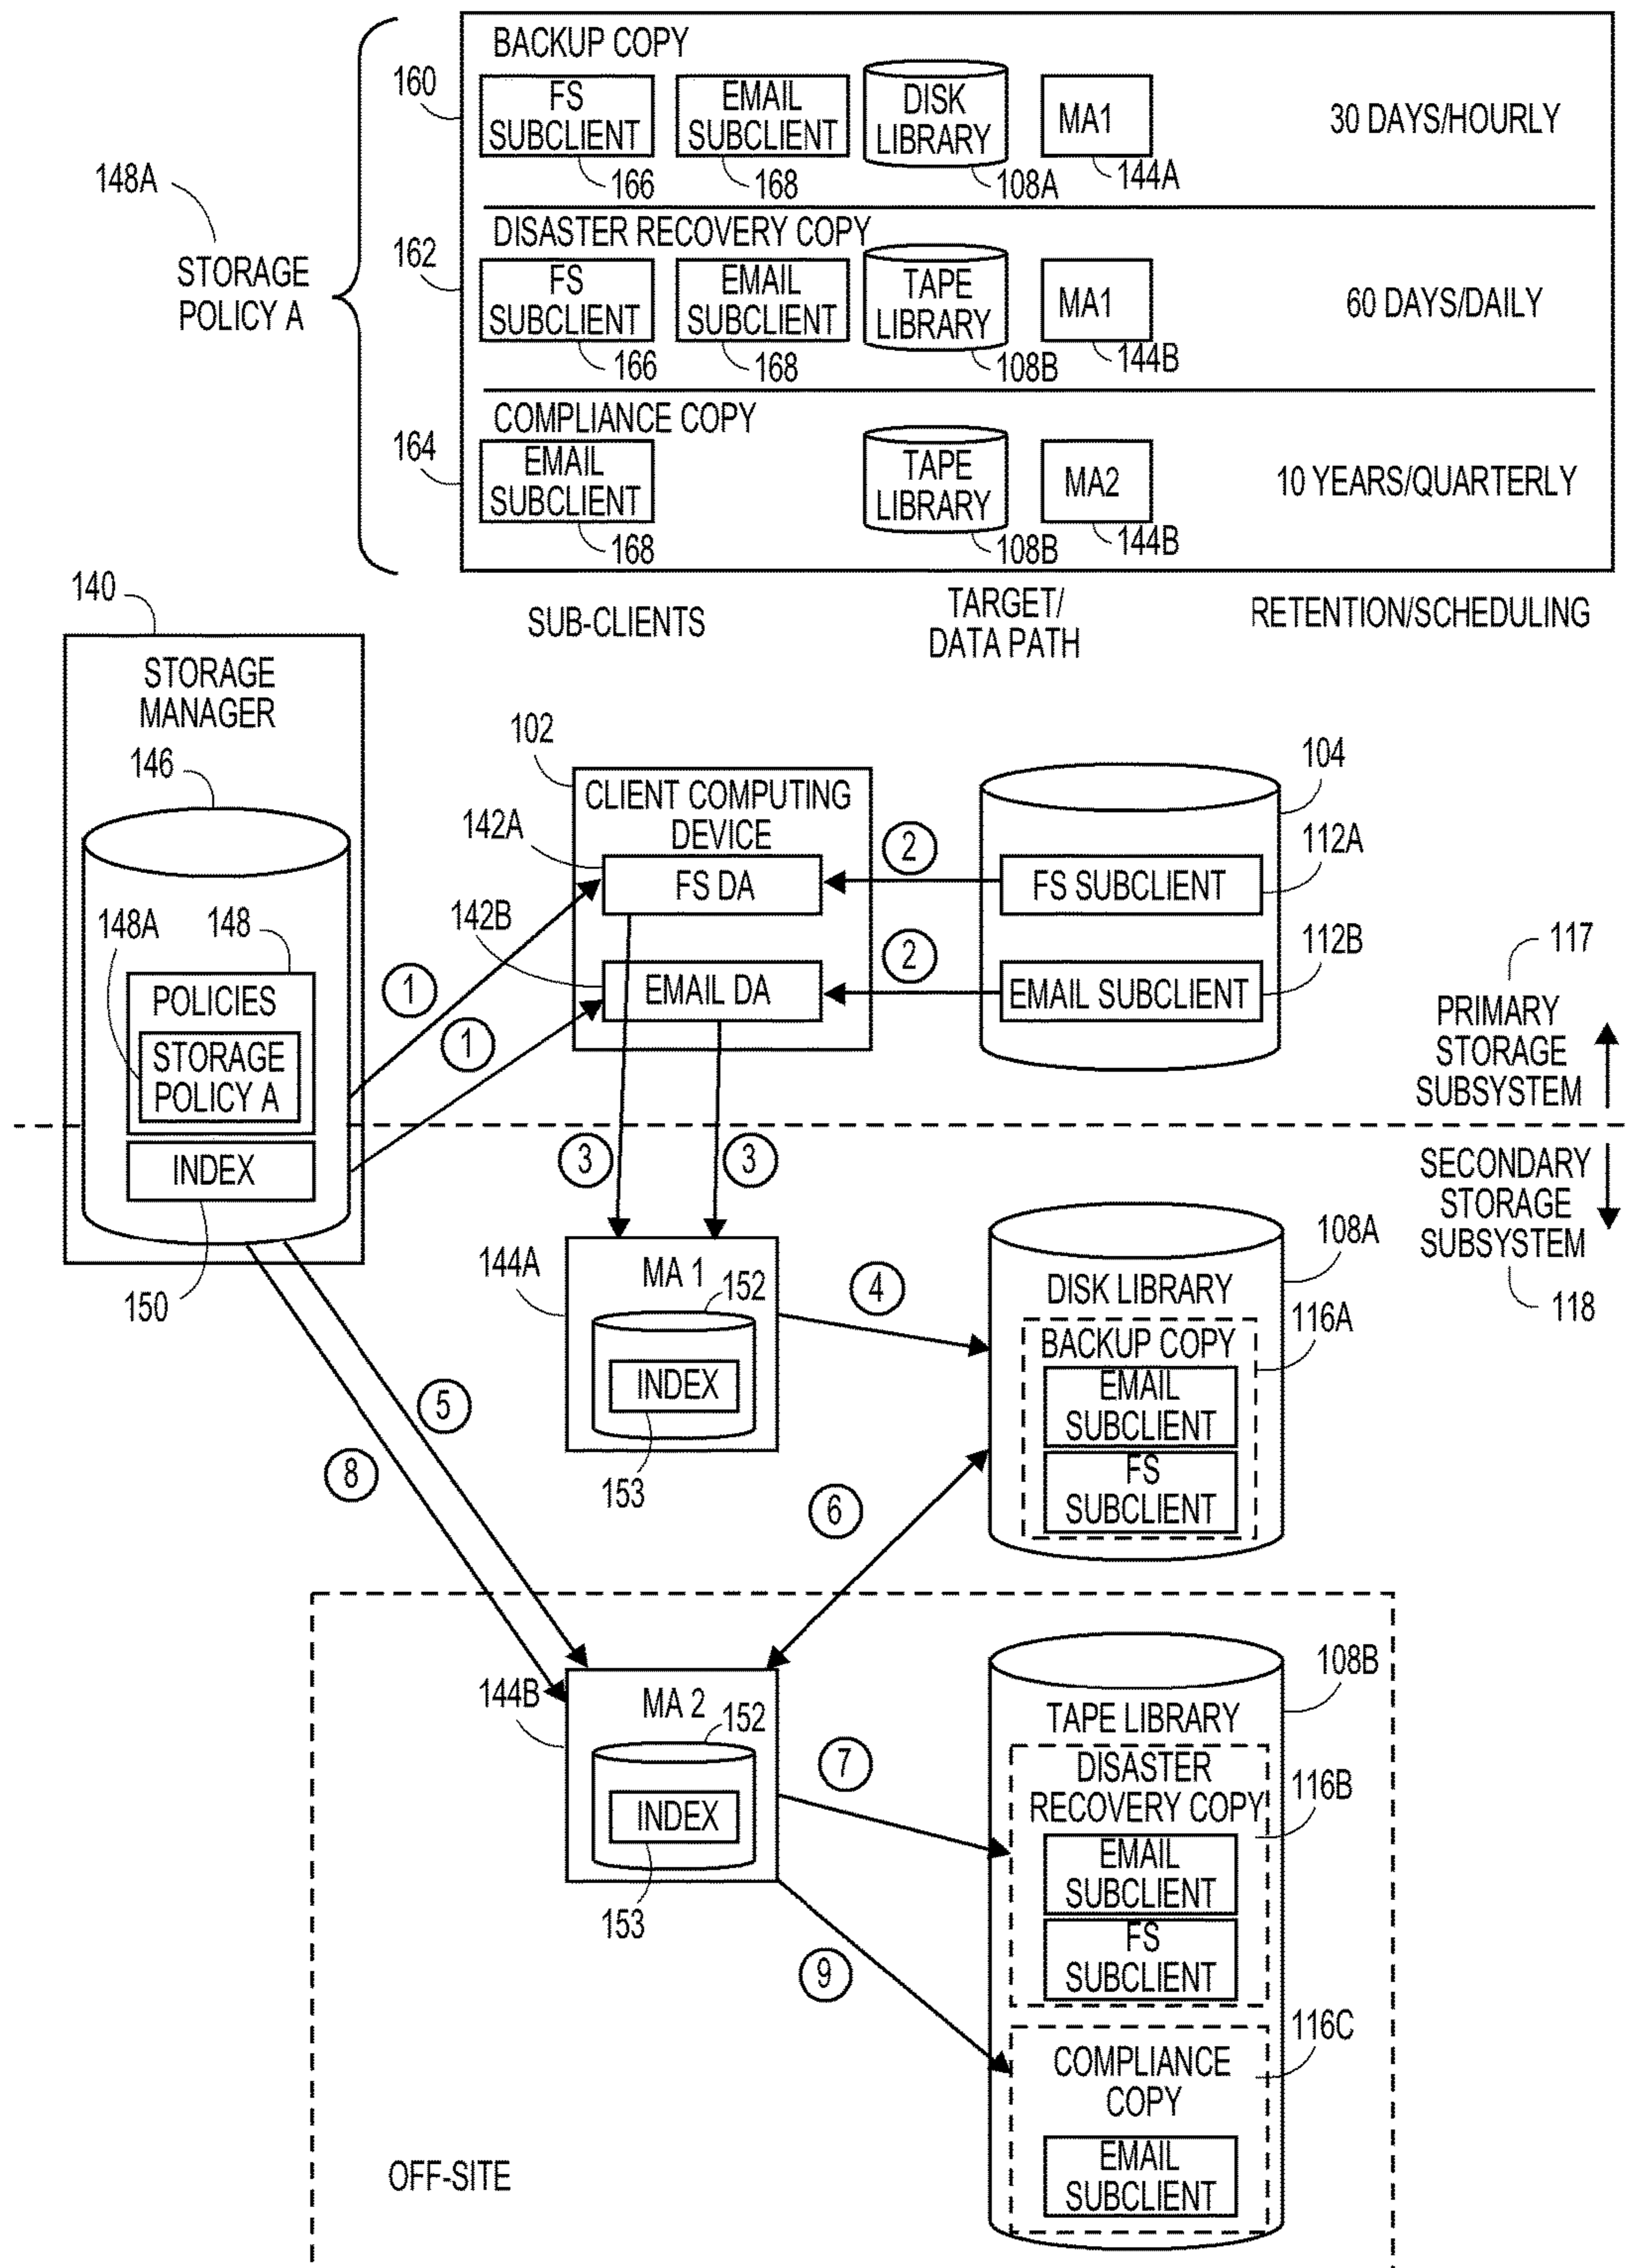 BACKUP COPY
160
FS
SUBCLIENT
166
EMAIL
SUBCLIENT
168
DISK
LIBRARY
108A
MA1
144A
30 DAYS/HOURLY
148A
STORAGE
POLICY A
DISASTER RECOVERY COPY
162
FS
SUBCLIENT
166
EMAIL
SUBCLIENT
168
TAPE
LIBRARY
108B
MA1
144B
60 DAYS/DAILY
COMPLIANCE COPY
164
EMAIL
SUBCLIENT
168
TAPE
LIBRARY
108B
MA2
144B
10 YEARS/QUARTERLY
SUB-CLIENTS
TARGET/
DATA PATH
RETENTION/SCHEDULING
140
STORAGE
MANAGER
146
148A
148
POLICIES
STORAGE
POLICY A
INDEX
150
102
CLIENT COMPUTING
DEVICE
142A
FS DA
142B
EMAIL DA
1
1
2
2
104
FS SUBCLIENT
112A
EMAIL SUBCLIENT
112B
117
PRIMARY
STORAGE
SUBSYSTEM
SECONDARY
STORAGE
SUBSYSTEM
118
3
3
144A
MA 1
152
INDEX
153
4
108A
DISK LIBRARY
BACKUP COPY
116A
EMAIL
SUBCLIENT
FS
SUBCLIENT
5
8
6
144B
MA 2
152
INDEX
153
7
9
108B
TAPE LIBRARY
DISASTER
RECOVERY COPY
116B
EMAIL
SUBCLIENT
FS
SUBCLIENT
116C
COMPLIANCE
COPY
EMAIL
SUBCLIENT
OFF-SITE